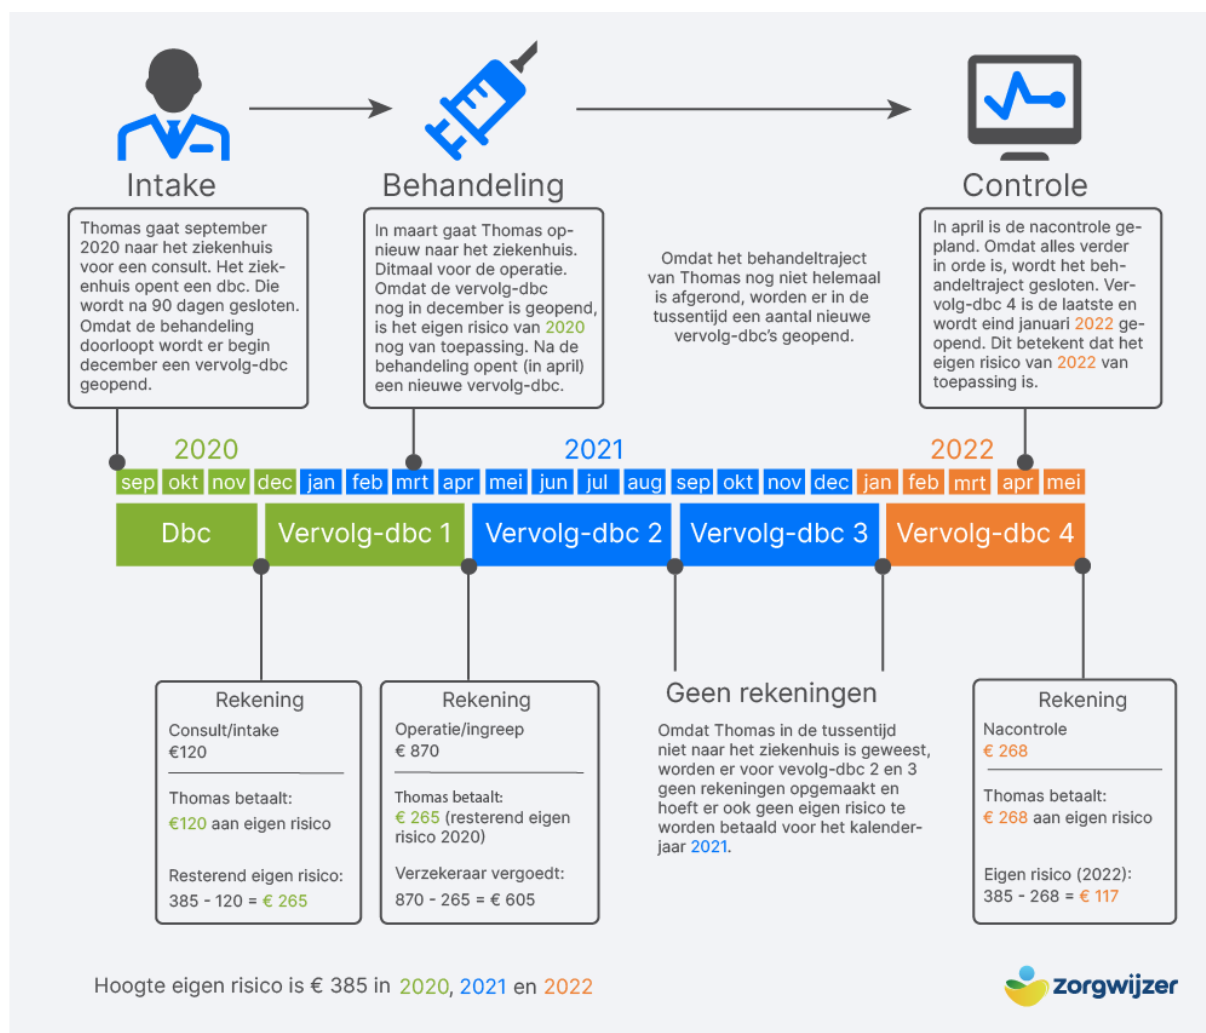 Intake
Behandeling
Controle
Thomas gaat september
2020 naar het ziekenhuis
voor een consult. Het ziek-
enhuis opent een dbc. Die
wordt na 90 dagen gesloten.
Omdat de behandeling
doorloopt wordt er begin
december een vervolg-dbc
geopend.
In maart gaat Thomas op-
nieuw naar het ziekenhuis.
Ditmaal voor de operatie.
Omdat de vervolg-dbc
nog in december is geopend,
is het eigen risico van 2020
nog van toepassing. Na de
behandeling opent (in april)
een nieuwe vervolg-dbc.
Omdat het behandeltraject
van Thomas nog niet helemaal
is afgerond, worden er in de
tussentijd een aantal nieuwe
vervolg-dbc's geopend.
In april is de nacontrole ge-
pland. Omdat alles verder
in orde is, wordt het beh-
andeltraject gesloten. Ver-
volg-dbc 4 is de laatste en
wordt eind januari 2022 ge-
opend. Dit betekent dat het
eigen risico van 2022 van
toepassing is.
2020 2021 2022
sep okt nov dec jan feb mrt apr mei jun jul aug sep okt nov dec jan feb mrt apr mei
Dbc Vervolg-dbc 1 Vervolg-dbc 2 Vervolg-dbc 3 Vervolg-dbc 4
Rekening
Consult/intake
€120
Thomas betaalt:
€120 aan eigen risico
Resterend eigen risico:
385 - 120 = € 265
Rekening
Operatie/ingreep
€ 870
Thomas betaalt:
€ 265 (resterend eigen
risico 2020)
Verzekeraar vergoedt:
870 - 265 = € 605
Geen rekeningen
Omdat Thomas in de tussentijd
niet naar het ziekenhuis is geweest,
worden er voor vevolg-dbc 2 en 3
geen rekeningen opgemaakt en
hoeft er ook geen eigen risico te
worden betaald voor het kalender-
jaar 2021.
Rekening
Nacontrole
€ 268
Thomas betaalt:
€ 268 aan eigen risico
Eigen risico (2022):
385 - 268 = € 117
Hoogte eigen risico is € 385 in 2020, 2021 en 2022
zorgwijzer